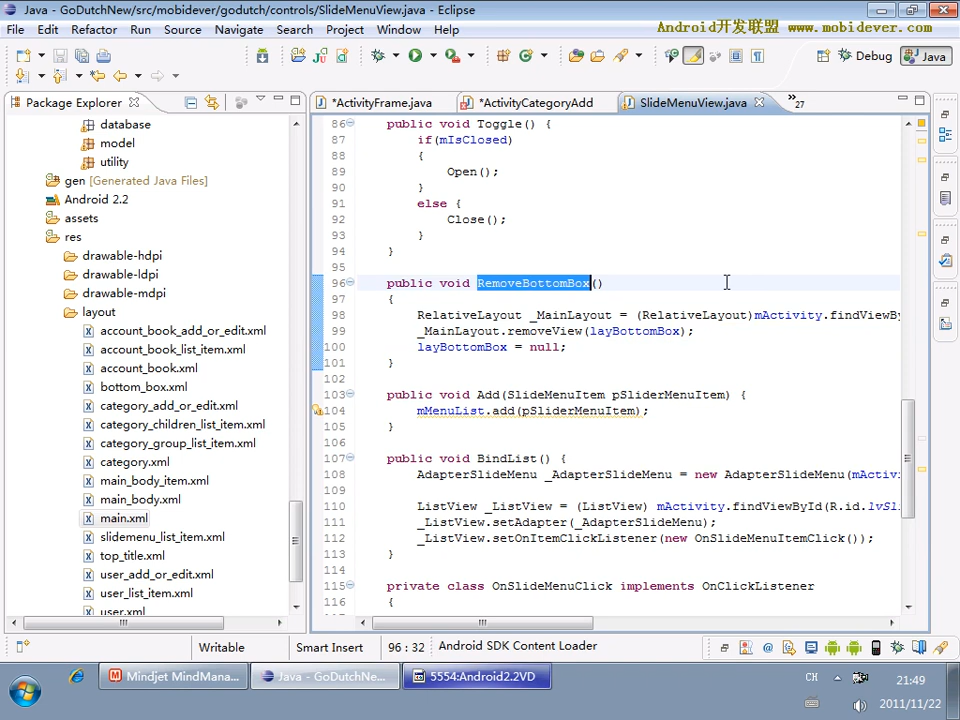 Java - GoDutchNew/src/mobidever/godutch/controls/SlideMenuView.java - Eclipse
File Edit Refactor Run Source Navigate Search Project Window Help
Android开发联盟 www.mobidever.com
Debug Java
Package Explorer *ActivityFrame.java *ActivityCategoryAdd SlideMenuView.java »27
database
model
utility
gen [Generated Java Files]
Android 2.2
assets
res
drawable-hdpi
drawable-ldpi
drawable-mdpi
layout
account_book_add_or_edit.xml
account_book_list_item.xml
account_book.xml
bottom_box.xml
category_add_or_edit.xml
category_children_list_item.xml
category_group_list_item.xml
category.xml
main_body_item.xml
main_body.xml
main.xml
slidemenu_list_item.xml
top_title.xml
user_add_or_edit.xml
user_list_item.xml
user.xml
86 public void Toggle() {
87 if(mIsClosed)
88 {
89 Open();
90 }
91 else {
92 Close();
93 }
94 }
95
96 public void RemoveBottomBox()
97 {
98 RelativeLayout _MainLayout = (RelativeLayout)mActivity.findViewBy
99 _MainLayout.removeView(layBottomBox);
100 layBottomBox = null;
101 }
102
103 public void Add(SlideMenuItem pSliderMenuItem) {
104 mMenuList.add(pSliderMenuItem);
105 }
106
107 public void BindList() {
108 AdapterSlideMenu _AdapterSlideMenu = new AdapterSlideMenu(mActiv
109
110 ListView _ListView = (ListView) mActivity.findViewById(R.id.lvSl
111 _ListView.setAdapter(_AdapterSlideMenu);
112 _ListView.setOnItemClickListener(new OnSlideMenuItemClick());
113 }
114
115 private class OnSlideMenuClick implements OnClickListener
116 {
Writable Smart Insert 96 : 32 Android SDK Content Loader
Mindjet MindMana... Java - GoDutchNe... 5554:Android2.2VD
CH 21:49
2011/11/22